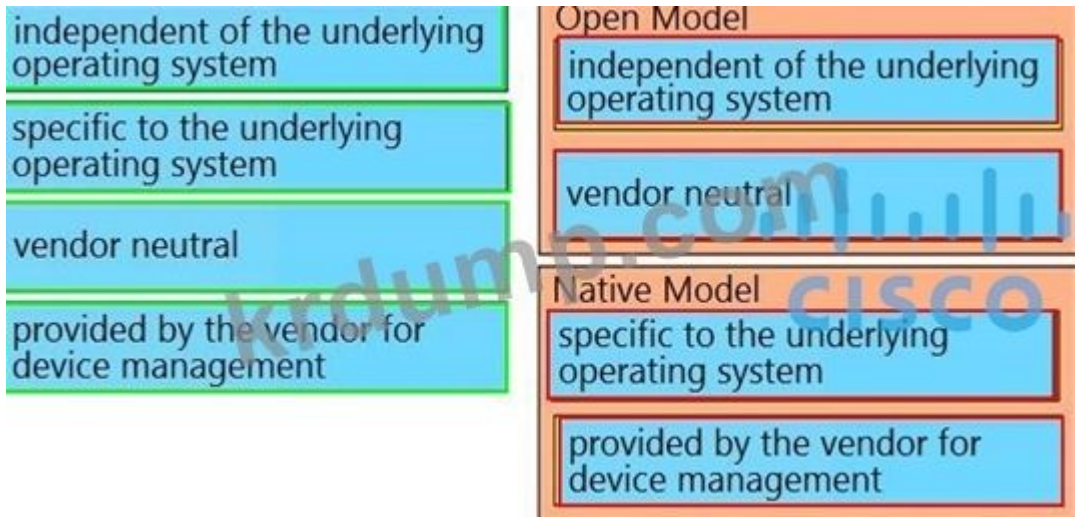 independent of the underlying
operating system
specific to the underlying
operating system
vendor neutral
provided by the vendor for
device management
Open Model
independent of the underlying
operating system
vendor neutral
Native Model
specific to the underlying
operating system
provided by the vendor for
device management
krdump.com
CISCO